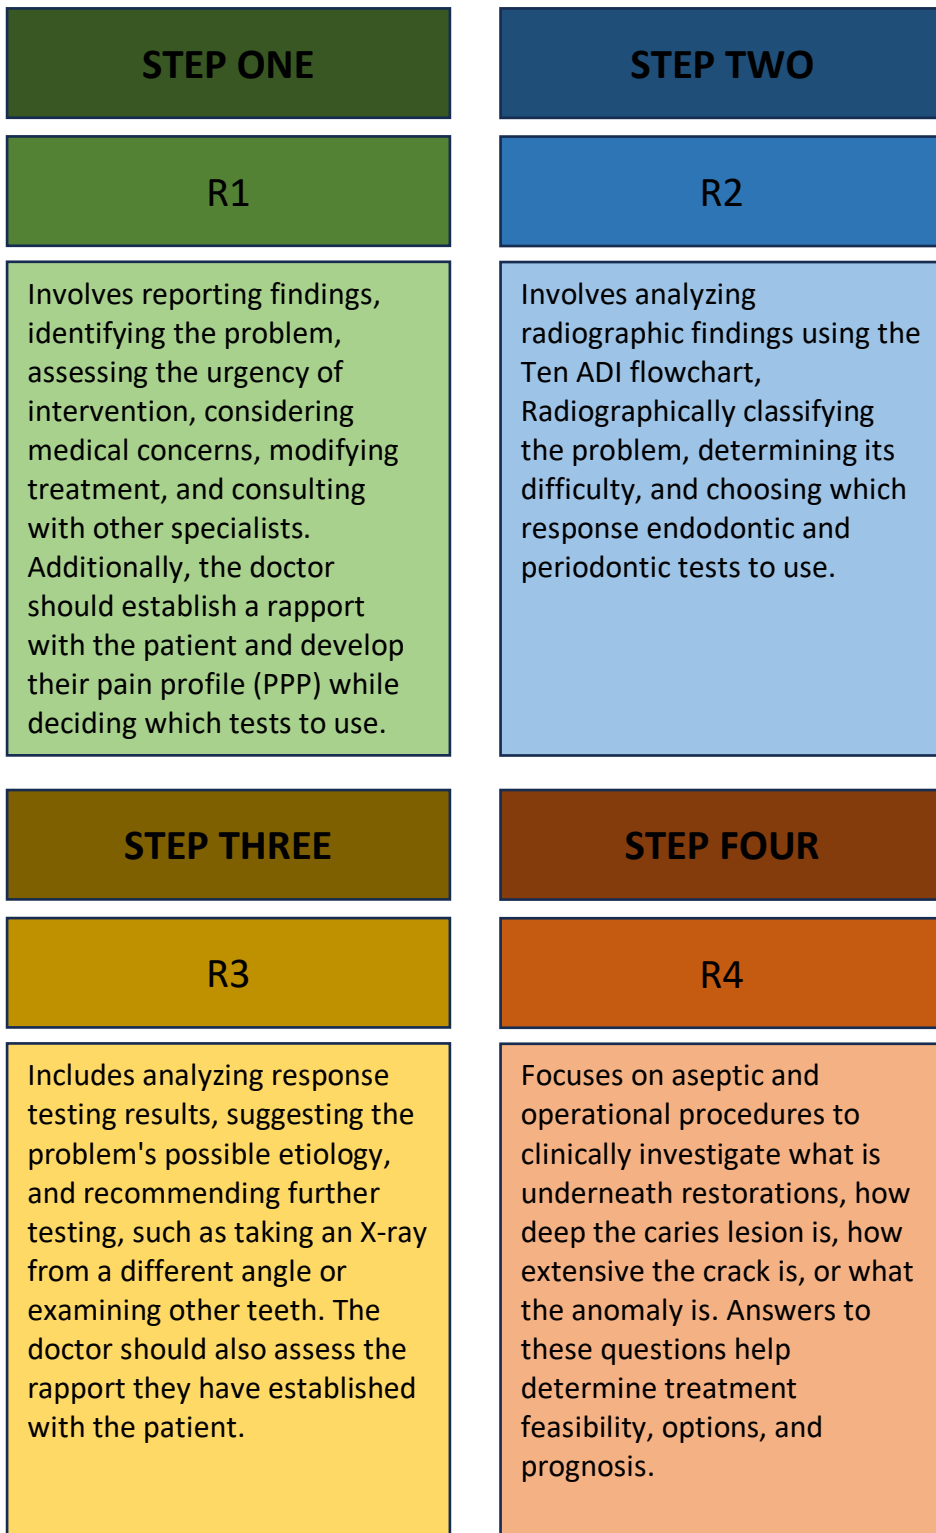 STEP ONE
R1
Involves reporting findings,
identifying the problem,
assessing the urgency of
intervention, considering
medical concerns, modifying
treatment, and consulting
with other specialists.
Additionally, the doctor
should establish a rapport
with the patient and develop
their pain profile (PPP) while
deciding which tests to use.
STEP TWO
R2
Involves analyzing
radiographic findings using the
Ten ADI flowchart,
Radiographically classifying
the problem, determining its
difficulty, and choosing which
response endodontic and
periodontic tests to use.
STEP THREE
R3
Includes analyzing response
testing results, suggesting the
problem's possible etiology,
and recommending further
testing, such as taking an X-ray
from a different angle or
examining other teeth. The
doctor should also assess the
rapport they have established
with the patient.
STEP FOUR
R4
Focuses on aseptic and
operational procedures to
clinically investigate what is
underneath restorations, how
deep the caries lesion is, how
extensive the crack is, or what
the anomaly is. Answers to
these questions help
determine treatment
feasibility, options, and
prognosis.